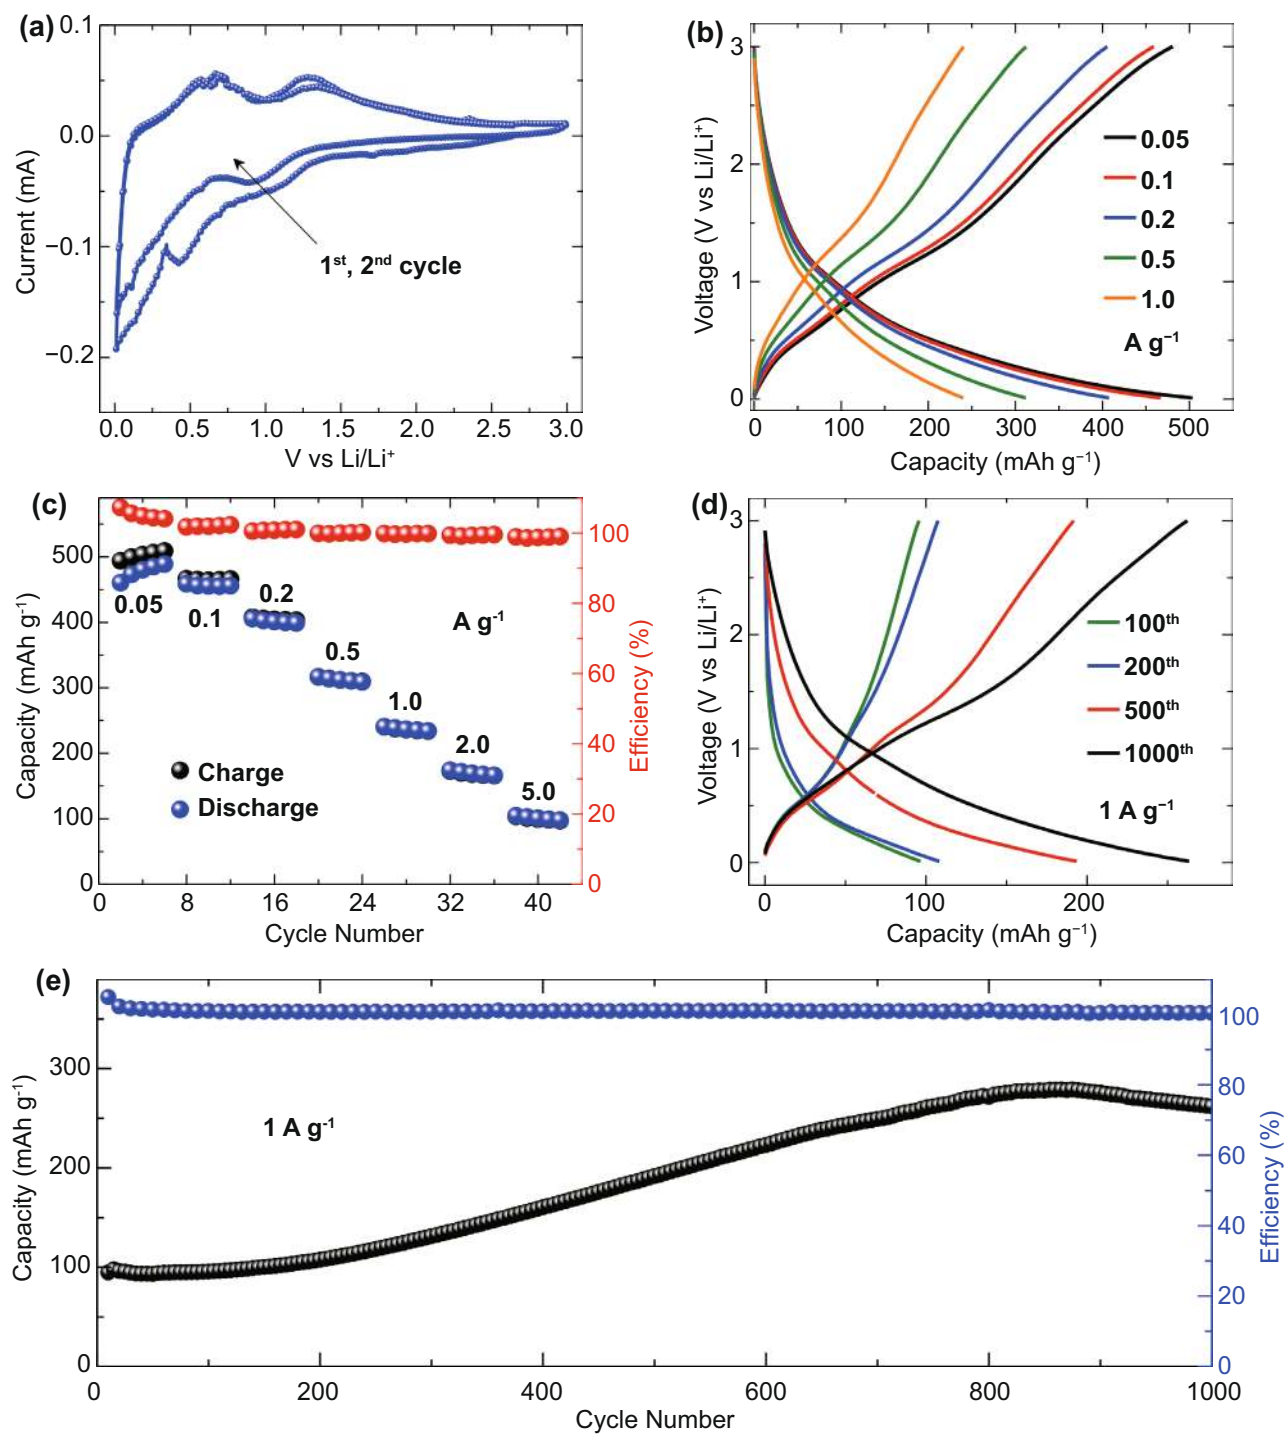 (a)
0.1
0.0
−0.1
−0.2
Current (mA)
1st, 2nd cycle
0.0 0.5 1.0 1.5 2.0 2.5 3.0
V vs Li/Li+
(b)
3
2
1
0
Voltage (V vs Li/Li+)
0.05
0.1
0.2
0.5
1.0
A g−1
0 100 200 300 400 500
Capacity (mAh g−1)
(c)
500
400
300
200
100
0
Capacity (mAh g-1)
0.05
0.1
0.2
0.5
1.0
2.0
5.0
A g-1
Charge
Discharge
100
80
60
40
20
0
Efficiency (%)
0 8 16 24 32 40
Cycle Number
(d)
3
2
1
0
Voltage (V vs Li/Li+)
100th
200th
500th
1000th
1 A g−1
0 100 200
Capacity (mAh g−1)
(e)
300
200
100
0
Capacity (mAh g-1)
1 A g-1
100
80
60
40
20
0
Efficiency (%)
0 200 400 600 800 1000
Cycle Number